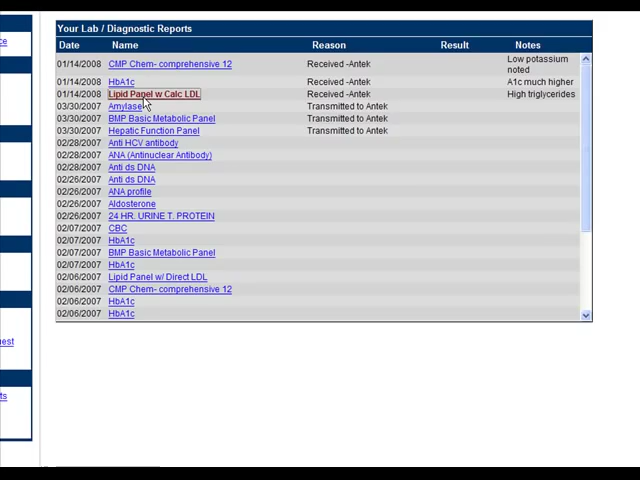 Your Lab / Diagnostic Reports
Date Name Reason Result Notes
01/14/2008 CMP Chem- comprehensive 12 Received -Antek Low potassium noted
01/14/2008 HbA1c Received -Antek A1c much higher
01/14/2008 Lipid Panel w Calc LDL Received -Antek High triglycerides
03/30/2007 Amylase Transmitted to Antek
03/30/2007 BMP Basic Metabolic Panel Transmitted to Antek
03/30/2007 Hepatic Function Panel Transmitted to Antek
02/28/2007 Anti HCV antibody
02/28/2007 ANA (Antinuclear Antibody)
02/28/2007 Anti ds DNA
02/26/2007 Anti ds DNA
02/26/2007 ANA profile
02/26/2007 Aldosterone
02/26/2007 24 HR. URINE T. PROTEIN
02/07/2007 CBC
02/07/2007 HbA1c
02/07/2007 BMP Basic Metabolic Panel
02/07/2007 HbA1c
02/06/2007 Lipid Panel w/ Direct LDL
02/06/2007 CMP Chem- comprehensive 12
02/06/2007 HbA1c
02/06/2007 HbA1c
ce
est
ts